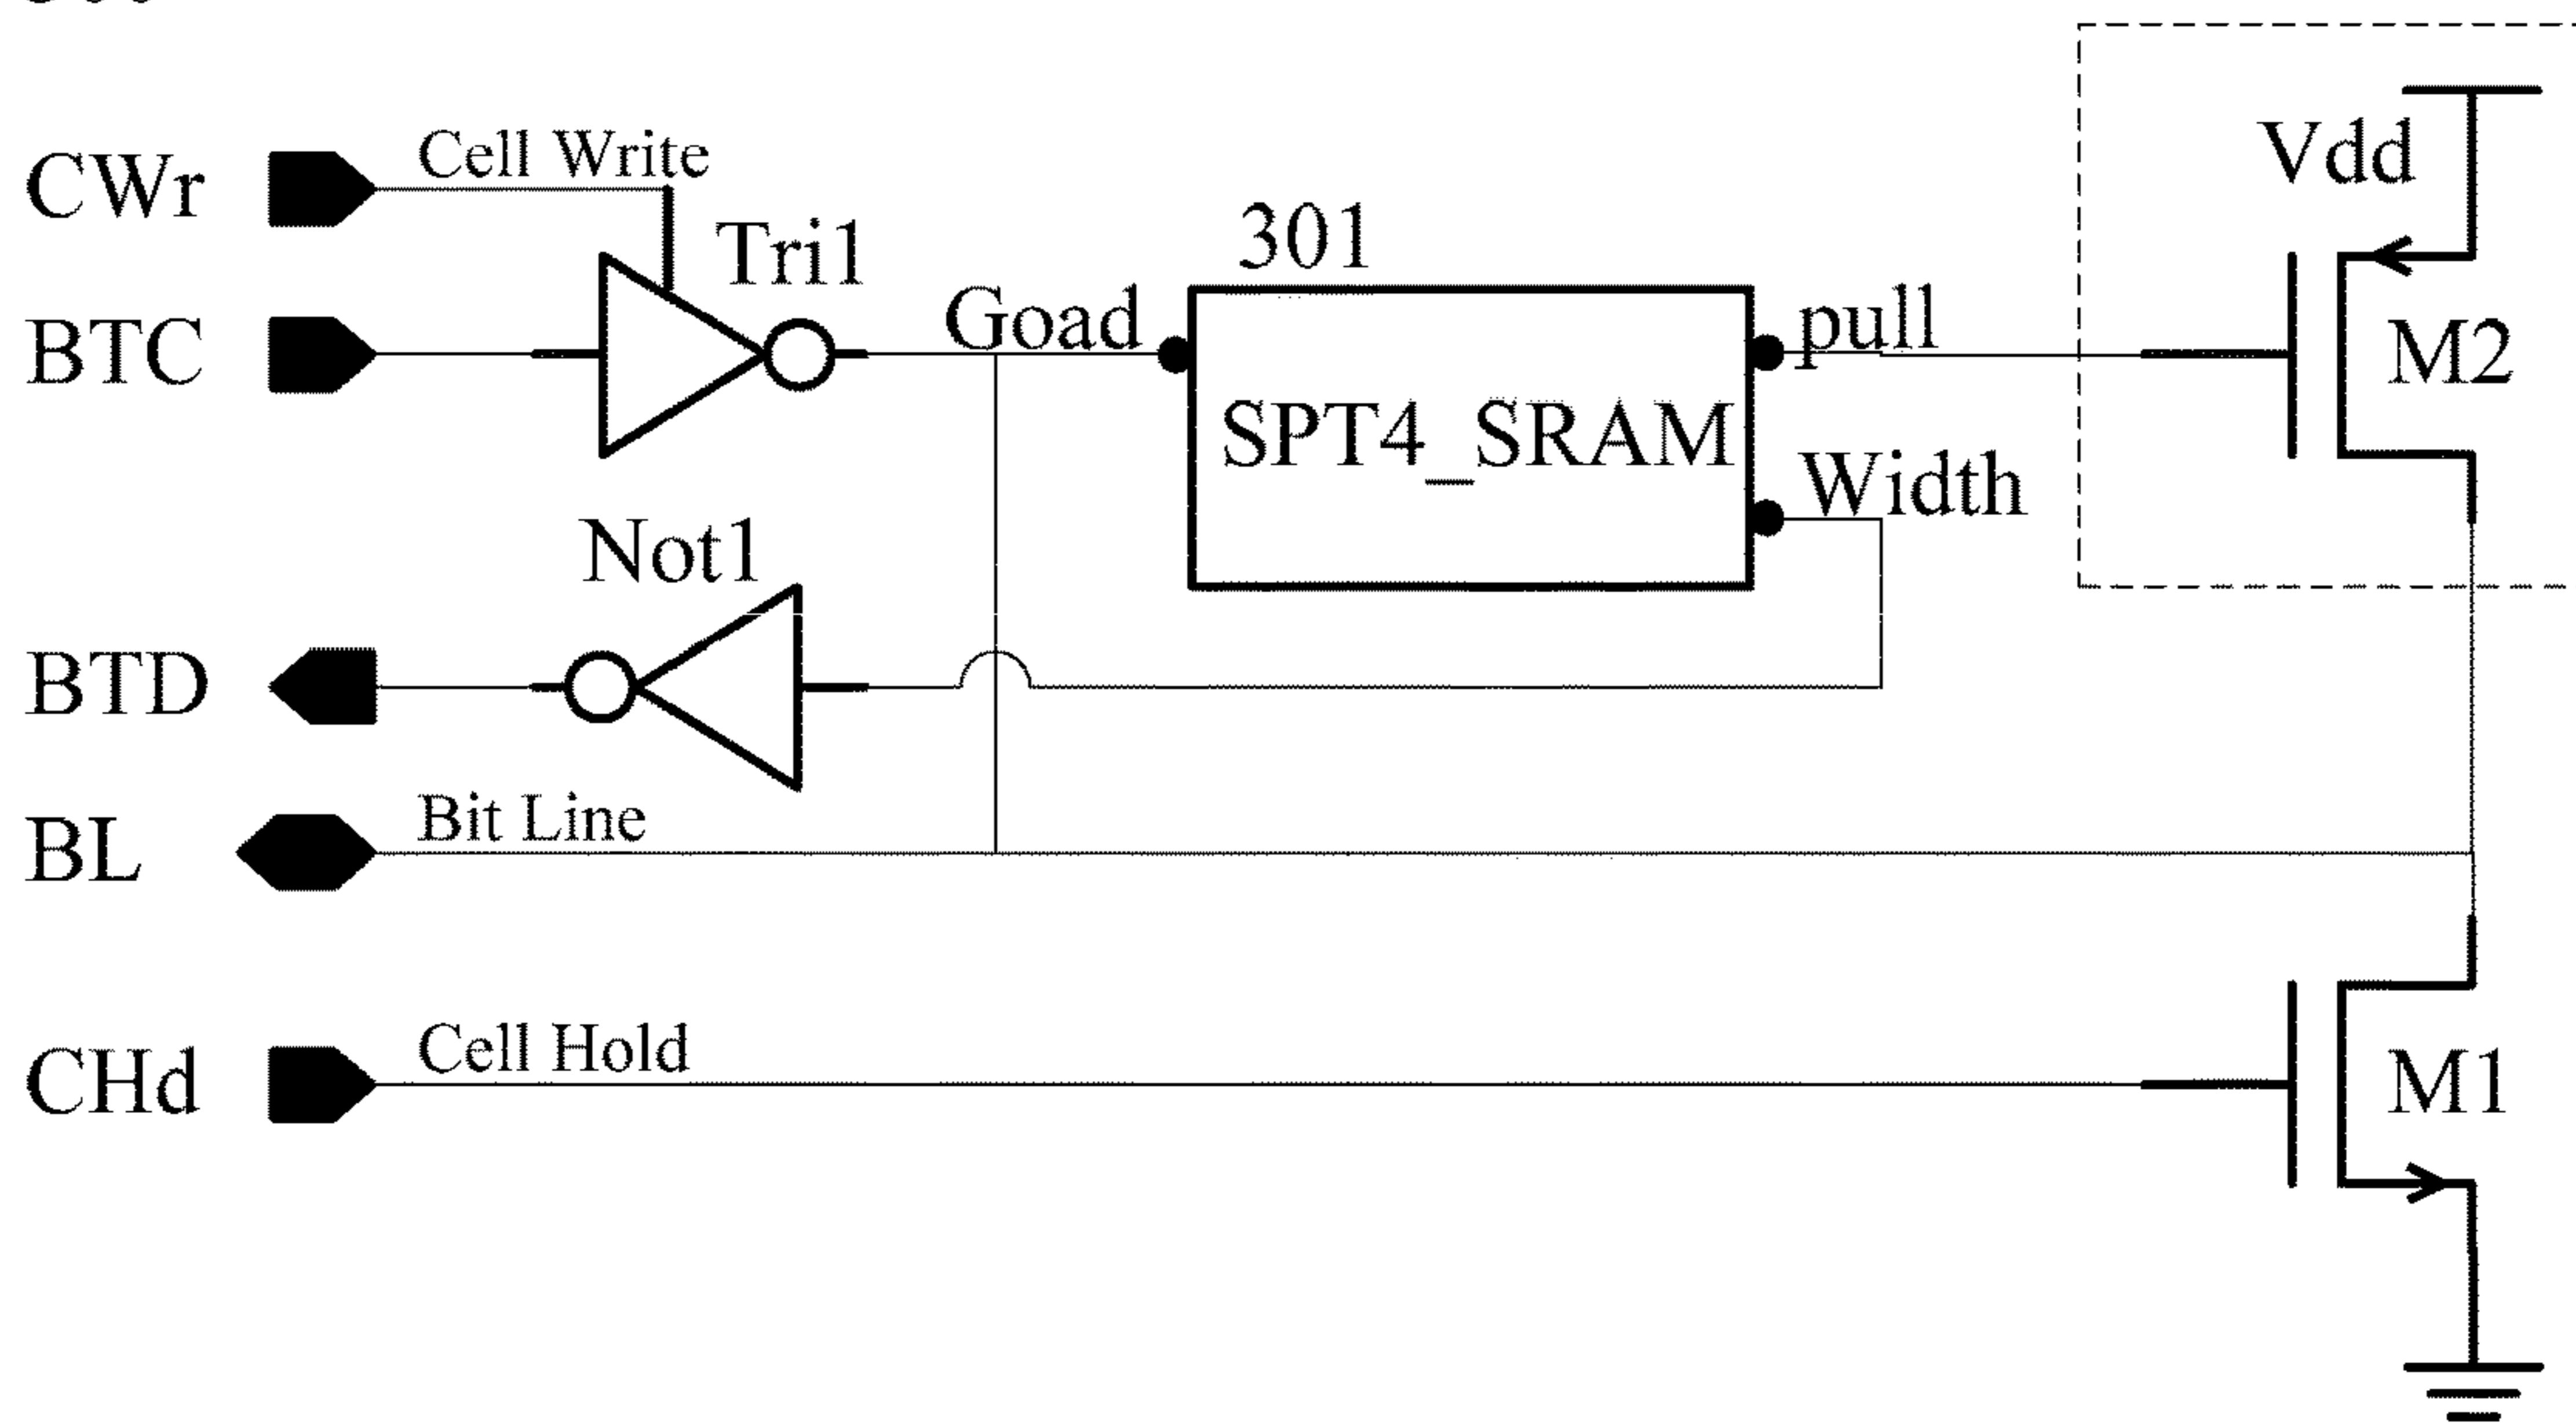 Cell Write
Vdd
CWr
Tri1
301
Goad
pull
BTC
M2
SPT4_SRAM
Width
Not1
BTD
Bit Line
BL
Cell Hold
CHd
M1